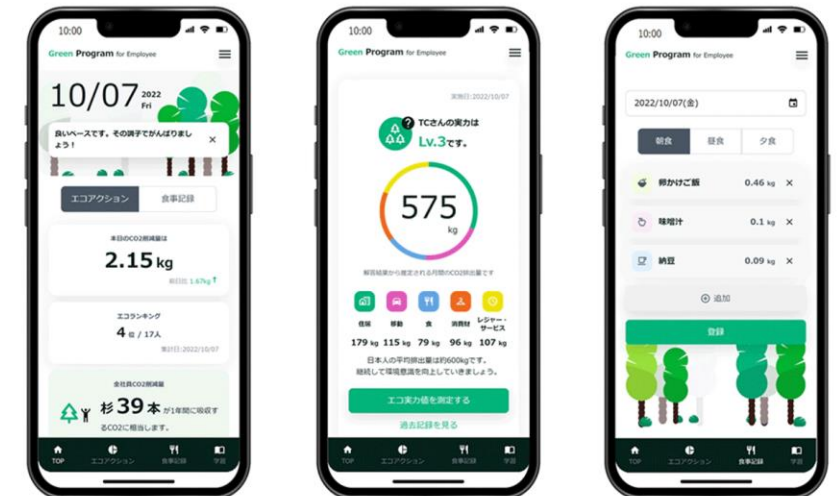 10:00
Green Program for Employee
10/07 2022
Fri
良いペースです。その調子でがんばりまし
ょう！
エコアクション 食事記録
本日のCO2削減量は
2.15 kg
前日比 1.67kg
エコランキング
4 位 / 17人
集計日:2022/10/07
全社員CO2削減量
杉 39 本 が1年間に吸収す
るCO2に相当します。
TOP エコアクション 食事記録 学習
10:00
Green Program for Employee
実施日:2022/10/07
TCさんの実力は
Lv.3です。
575
kg
解答結果から推定される月間のCO2排出量です
住居 移動 食 消費財 レジャー・
サービス
179 kg 115 kg 79 kg 96 kg 107 kg
日本人の平均排出量は約600kgです。
継続して環境意識を向上していきましょう。
エコ実力値を測定する
過去記録を見る
TOP エコアクション 食事記録 学習
10:00
Green Program for Employee
2022/10/07(金)
朝食 昼食 夕食
卵かけご飯 0.46 kg
味噌汁 0.1 kg
納豆 0.09 kg
追加
登録
TOP エコアクション 食事記録 学習